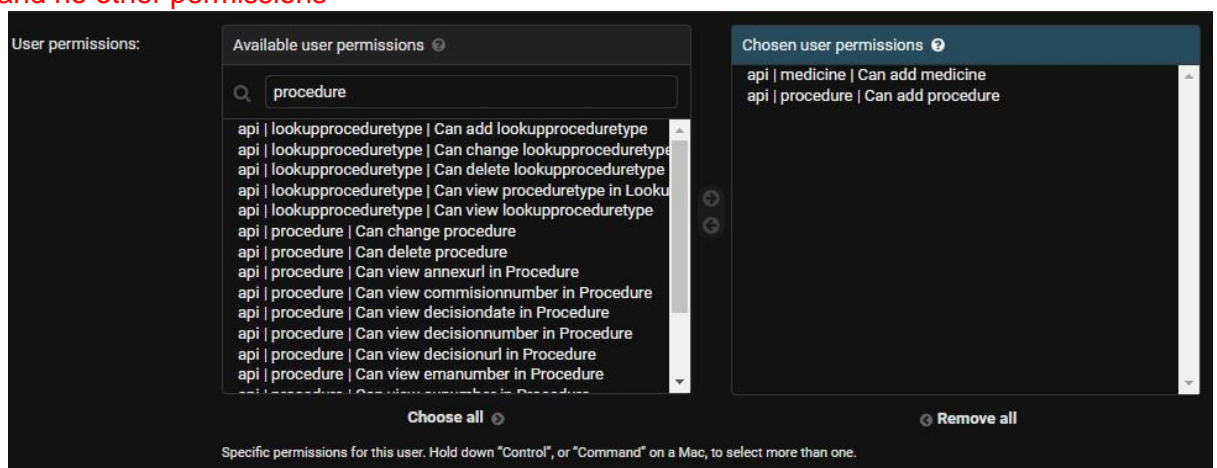 and no other permissions
User permissions:
Available user permissions
procedure
api | lookupproceduretype | Can add lookupproceduretype
api | lookupproceduretype | Can change lookupproceduretype
api | lookupproceduretype | Can delete lookupproceduretype
api | lookupproceduretype | Can view proceduretype in Looku
api | lookupproceduretype | Can view lookupproceduretype
api | procedure | Can change procedure
api | procedure | Can delete procedure
api | procedure | Can view annexurl in Procedure
api | procedure | Can view commisionnumber in Procedure
api | procedure | Can view decisiondate in Procedure
api | procedure | Can view decisionnumber in Procedure
api | procedure | Can view decisionurl in Procedure
api | procedure | Can view emanumber in Procedure
Choose all
Chosen user permissions
api | medicine | Can add medicine
api | procedure | Can add procedure
Remove all
Specific permissions for this user. Hold down "Control", or "Command" on a Mac, to select more than one.